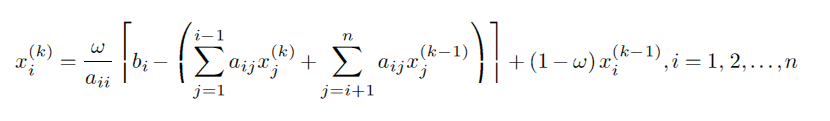 x_i^{(k)} = \frac{\omega}{a_{ii}} \left[ b_i - \left( \sum_{j=1}^{i-1} a_{ij} x_j^{(k)} + \sum_{j=i+1}^{n} a_{ij} x_j^{(k-1)} \right) \right] + (1 - \omega) x_i^{(k-1)}, i = 1, 2, \ldots, n